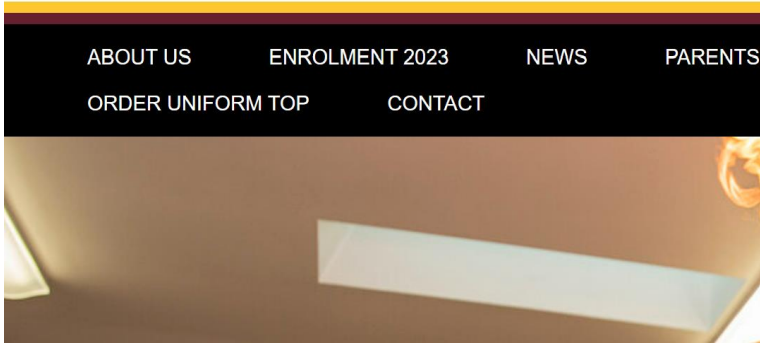 ABOUT US ENROLMENT 2023 NEWS PARENTS
ORDER UNIFORM TOP CONTACT